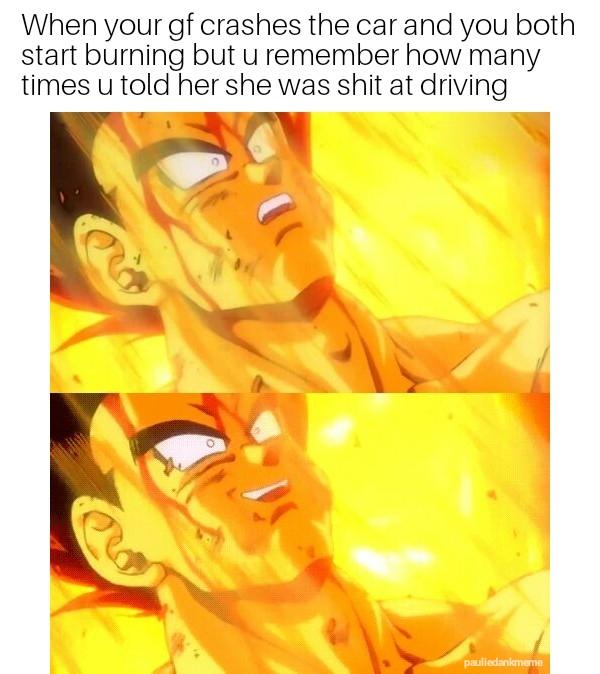 When your gf crashes the car and you both
start burning but u remember how many
times u told her she was shit at driving
pauliedankmeme